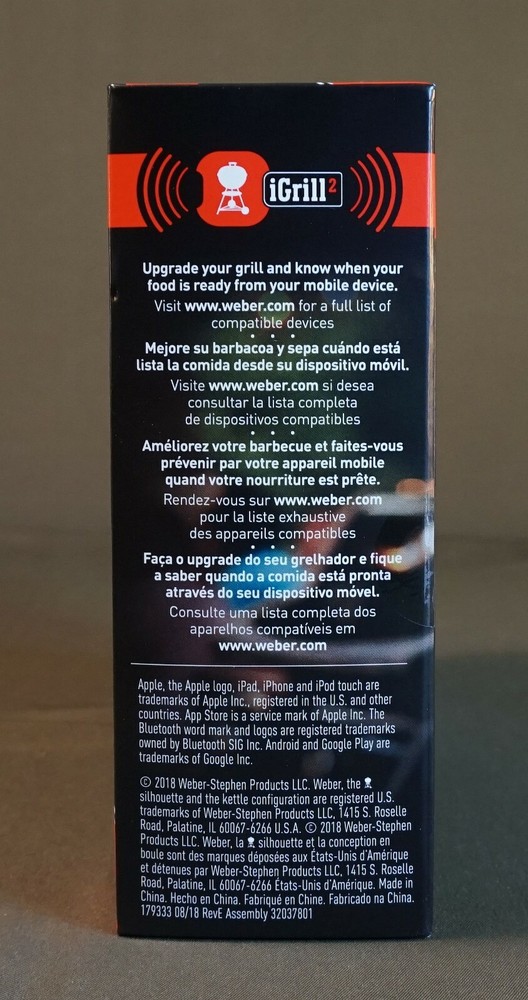 iGrill2
Upgrade your grill and know when your
food is ready from your mobile device.
Visit www.weber.com for a full list of
compatible devices
• • •
Mejore su barbacoa y sepa cuándo está
lista la comida desde su dispositivo móvil.
Visite www.weber.com si desea
consultar la lista completa
de dispositivos compatibles
• • •
Améliorez votre barbecue et faites-vous
prévenir par votre appareil mobile
quand votre nourriture est prête.
Rendez-vous sur www.weber.com
pour la liste exhaustive
des appareils compatibles
• • •
Faça o upgrade do seu grelhador e fique
a saber quando a comida está pronta
através do seu dispositivo móvel.
Consulte uma lista completa dos
aparelhos compatíveis em
www.weber.com
Apple, the Apple logo, iPad, iPhone and iPod touch are
trademarks of Apple Inc., registered in the U.S. and other
countries. App Store is a service mark of Apple Inc. The
Bluetooth word mark and logos are registered trademarks
owned by Bluetooth SIG Inc. Android and Google Play are
trademarks of Google Inc.
© 2018 Weber-Stephen Products LLC. Weber, the
silhouette and the kettle configuration are registered U.S.
trademarks of Weber-Stephen Products LLC, 1415 S. Roselle
Road, Palatine, IL 60067-6266 U.S.A. © 2018 Weber-Stephen
Products LLC. Weber, la silhouette et la conception en
boule sont des marques déposées aux États-Unis d'Amérique
et détenues par Weber-Stephen Products LLC, 1415 S. Roselle
Road, Palatine, IL 60067-6266 États-Unis d'Amérique. Made in
China. Hecho en China. Fabriqué en Chine. Fabricado na China.
179333 08/18 RevE Assembly 32037801